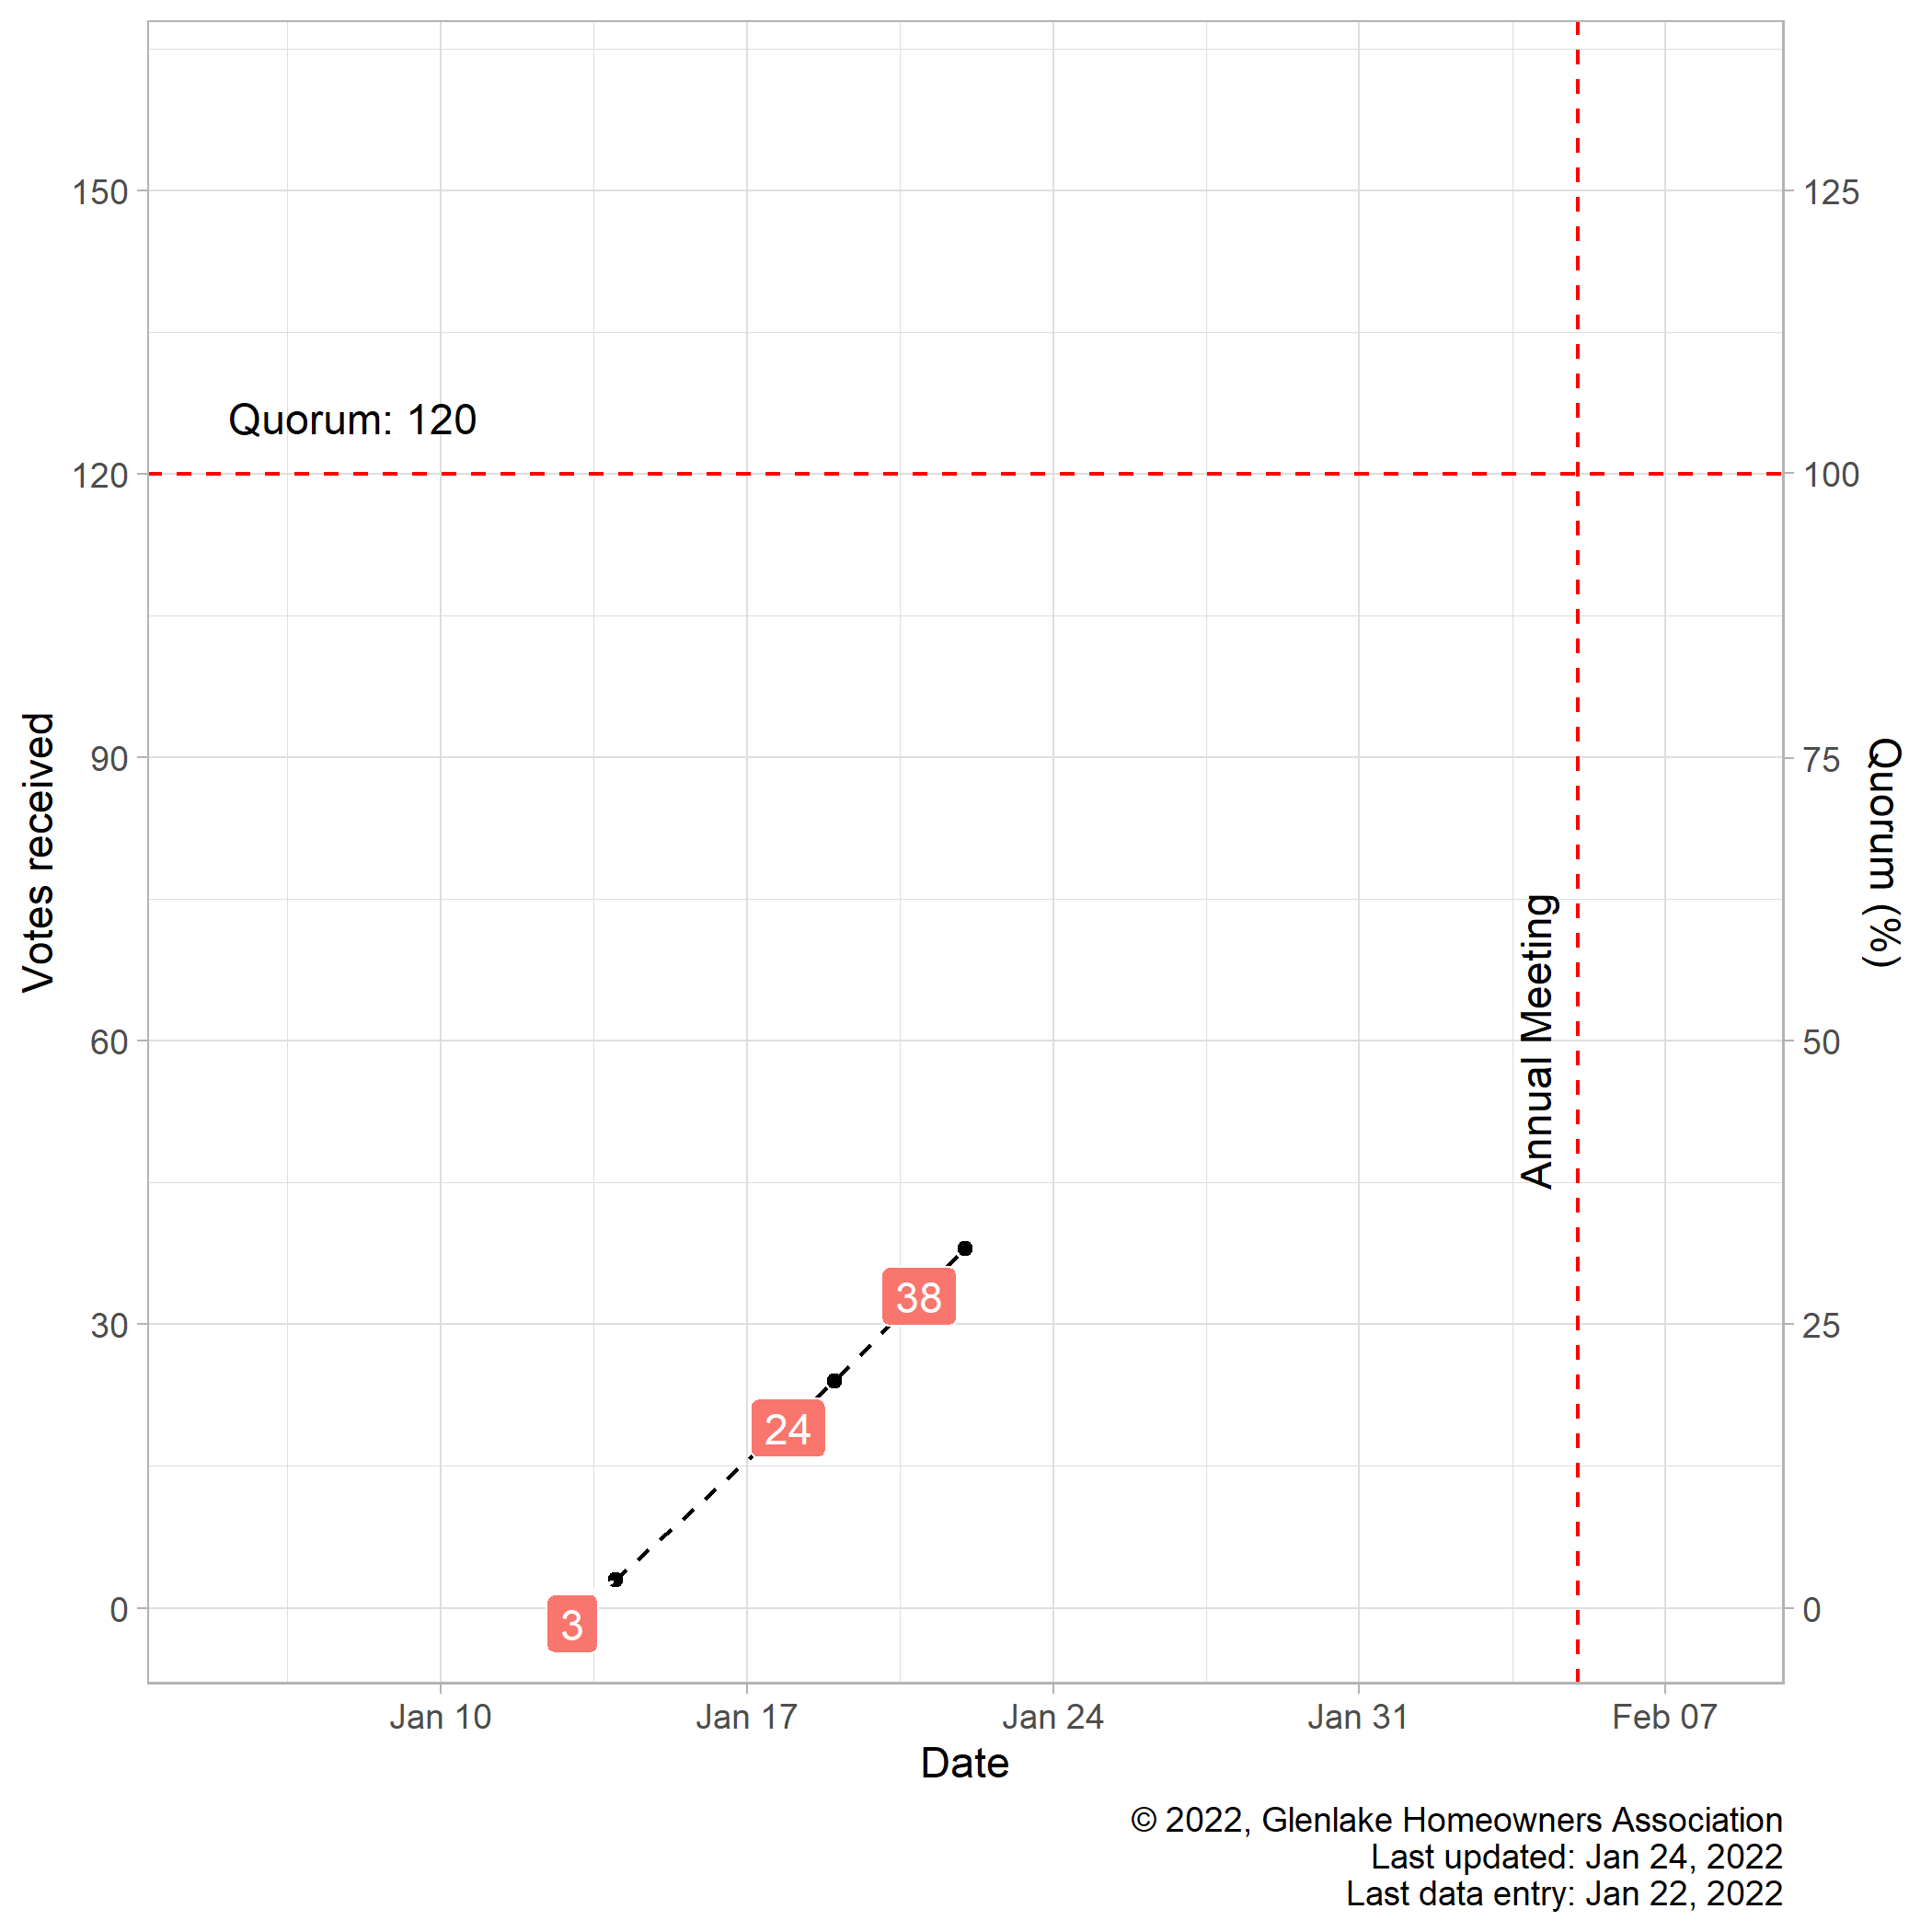 150
125
Quorum: 120
120
100
90
75
Votes received
Quorum (%)
Annual Meeting
60
50
38
30
25
24
3
0
0
Jan 10
Jan 17
Jan 24
Jan 31
Feb 07
Date
© 2022, Glenlake Homeowners Association
Last updated: Jan 24, 2022
Last data entry: Jan 22, 2022